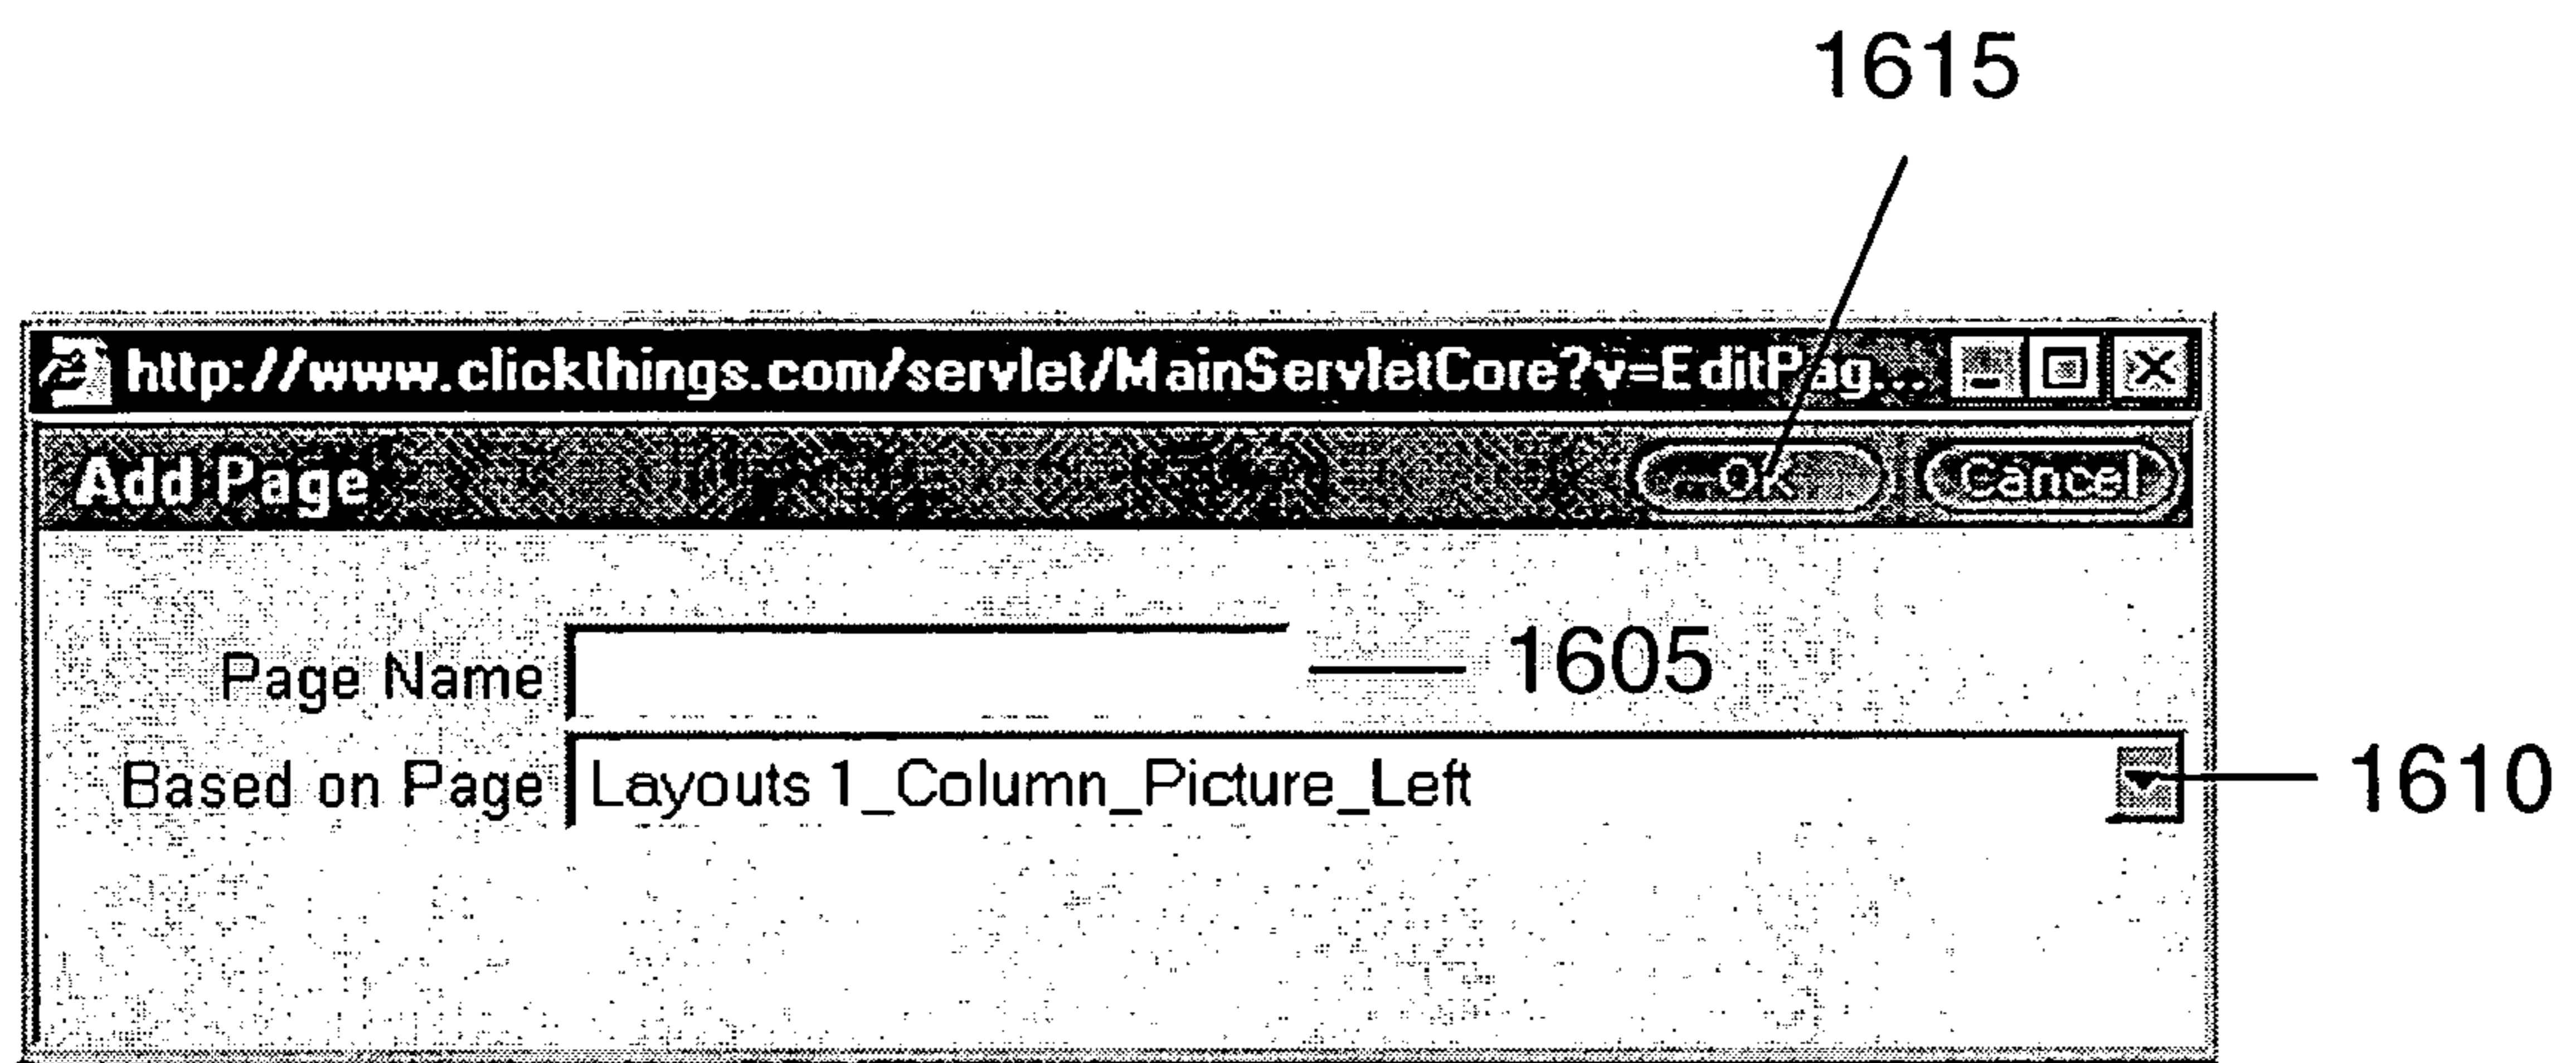 1615
http://www.clickthings.com/servlet/MainServletCore?v=EditPag...
Add Page OK Cancel
Page Name 1605
Based on Page Layouts 1_Column_Picture_Left 1610